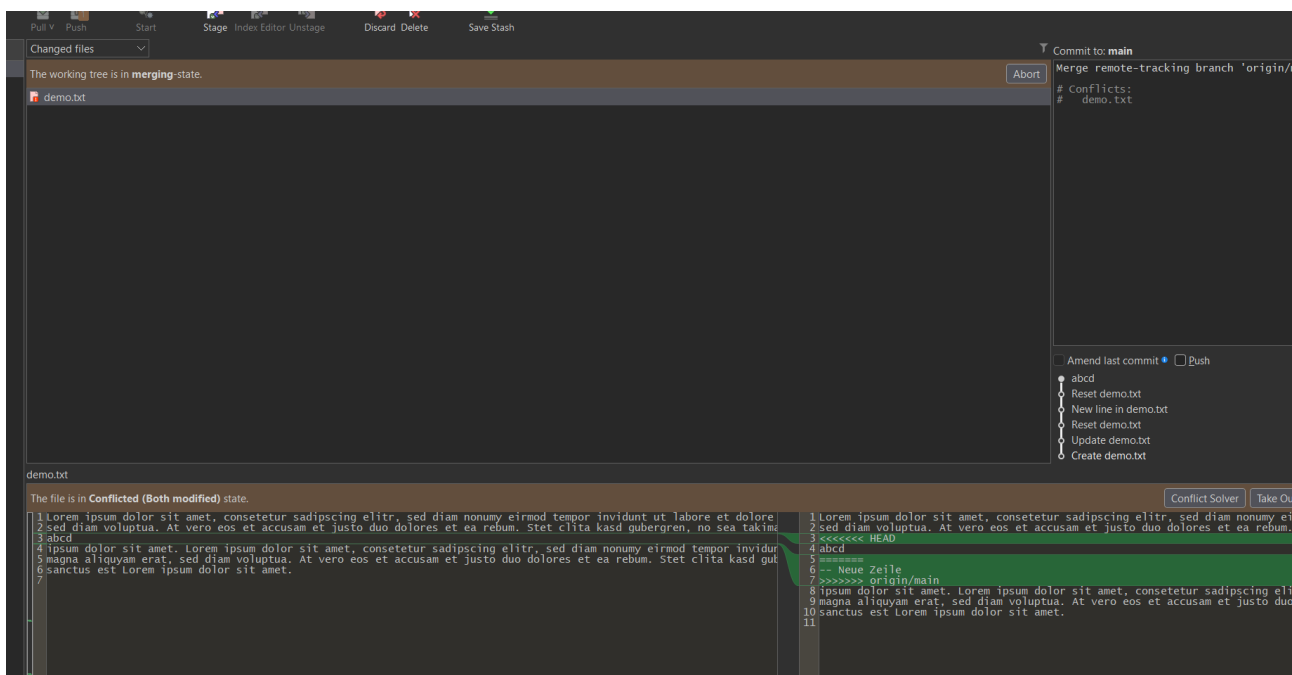 Pull Push Start Stage Index Editor Unstage Discard Delete Save Stash
Changed files
Commit to: main
The working tree is in merging-state. Abort
Merge remote-tracking branch 'origin/
demo.txt
# Conflicts:
# demo.txt
Amend last commit Push
abcd
Reset demo.txt
New line in demo.txt
Reset demo.txt
Update demo.txt
Create demo.txt
demo.txt
The file is in Conflicted (Both modified) state. Conflict Solver Take Ou
1 Lorem ipsum dolor sit amet, consetetur sadipscing elitr, sed diam nonumy eirmod tempor invidunt ut labore et dolore
2 sed diam voluptua. At vero eos et accusam et justo duo dolores et ea rebum. Stet clita kasd gubergren, no sea takima
3 abcd
4 ipsum dolor sit amet. Lorem ipsum dolor sit amet, consetetur sadipscing elitr, sed diam nonumy eirmod tempor invidun
5 magna aliquyam erat, sed diam voluptua. At vero eos et accusam et justo duo dolores et ea rebum. Stet clita kasd gub
6 sanctus est Lorem ipsum dolor sit amet.
7
1 Lorem ipsum dolor sit amet, consetetur sadipscing elitr, sed diam nonumy ei
2 sed diam voluptua. At vero eos et accusam et justo duo dolores et ea rebum.
3 <<<<<<< HEAD
4 abcd
5 =======
6 -- Neue Zeile
7 >>>>>>> origin/main
8 ipsum dolor sit amet. Lorem ipsum dolor sit amet, consetetur sadipscing eli
9 magna aliquyam erat, sed diam voluptua. At vero eos et accusam et justo duo
10 sanctus est Lorem ipsum dolor sit amet.
11